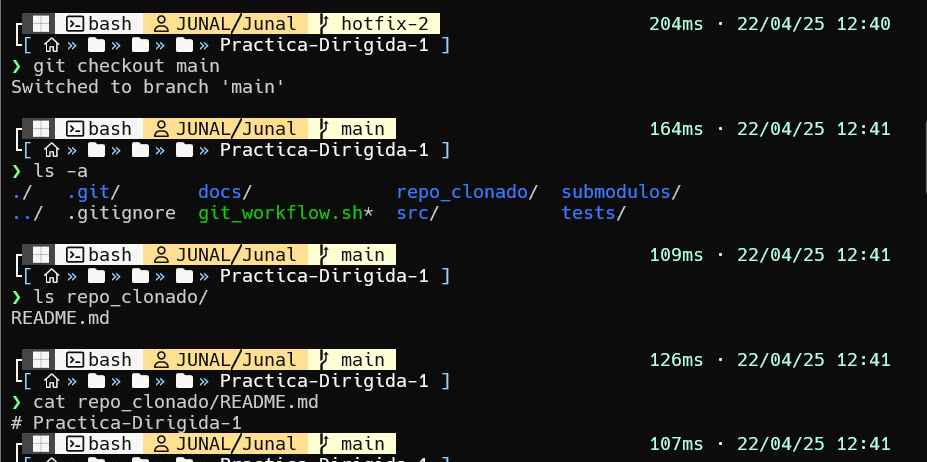 bash JUNAL/Junal hotfix-2 204ms · 22/04/25 12:40
[ » » » » Practica-Dirigida-1 ]
❯ git checkout main
Switched to branch 'main'
bash JUNAL/Junal main 164ms · 22/04/25 12:41
[ » » » » Practica-Dirigida-1 ]
❯ ls -a
./ .git/ docs/ repo_clonado/ submodulos/
../ .gitignore git_workflow.sh* src/ tests/
bash JUNAL/Junal main 109ms · 22/04/25 12:41
[ » » » » Practica-Dirigida-1 ]
❯ ls repo_clonado/
README.md
bash JUNAL/Junal main 126ms · 22/04/25 12:41
[ » » » » Practica-Dirigida-1 ]
❯ cat repo_clonado/README.md
# Practica-Dirigida-1
bash JUNAL/Junal main 107ms · 22/04/25 12:41